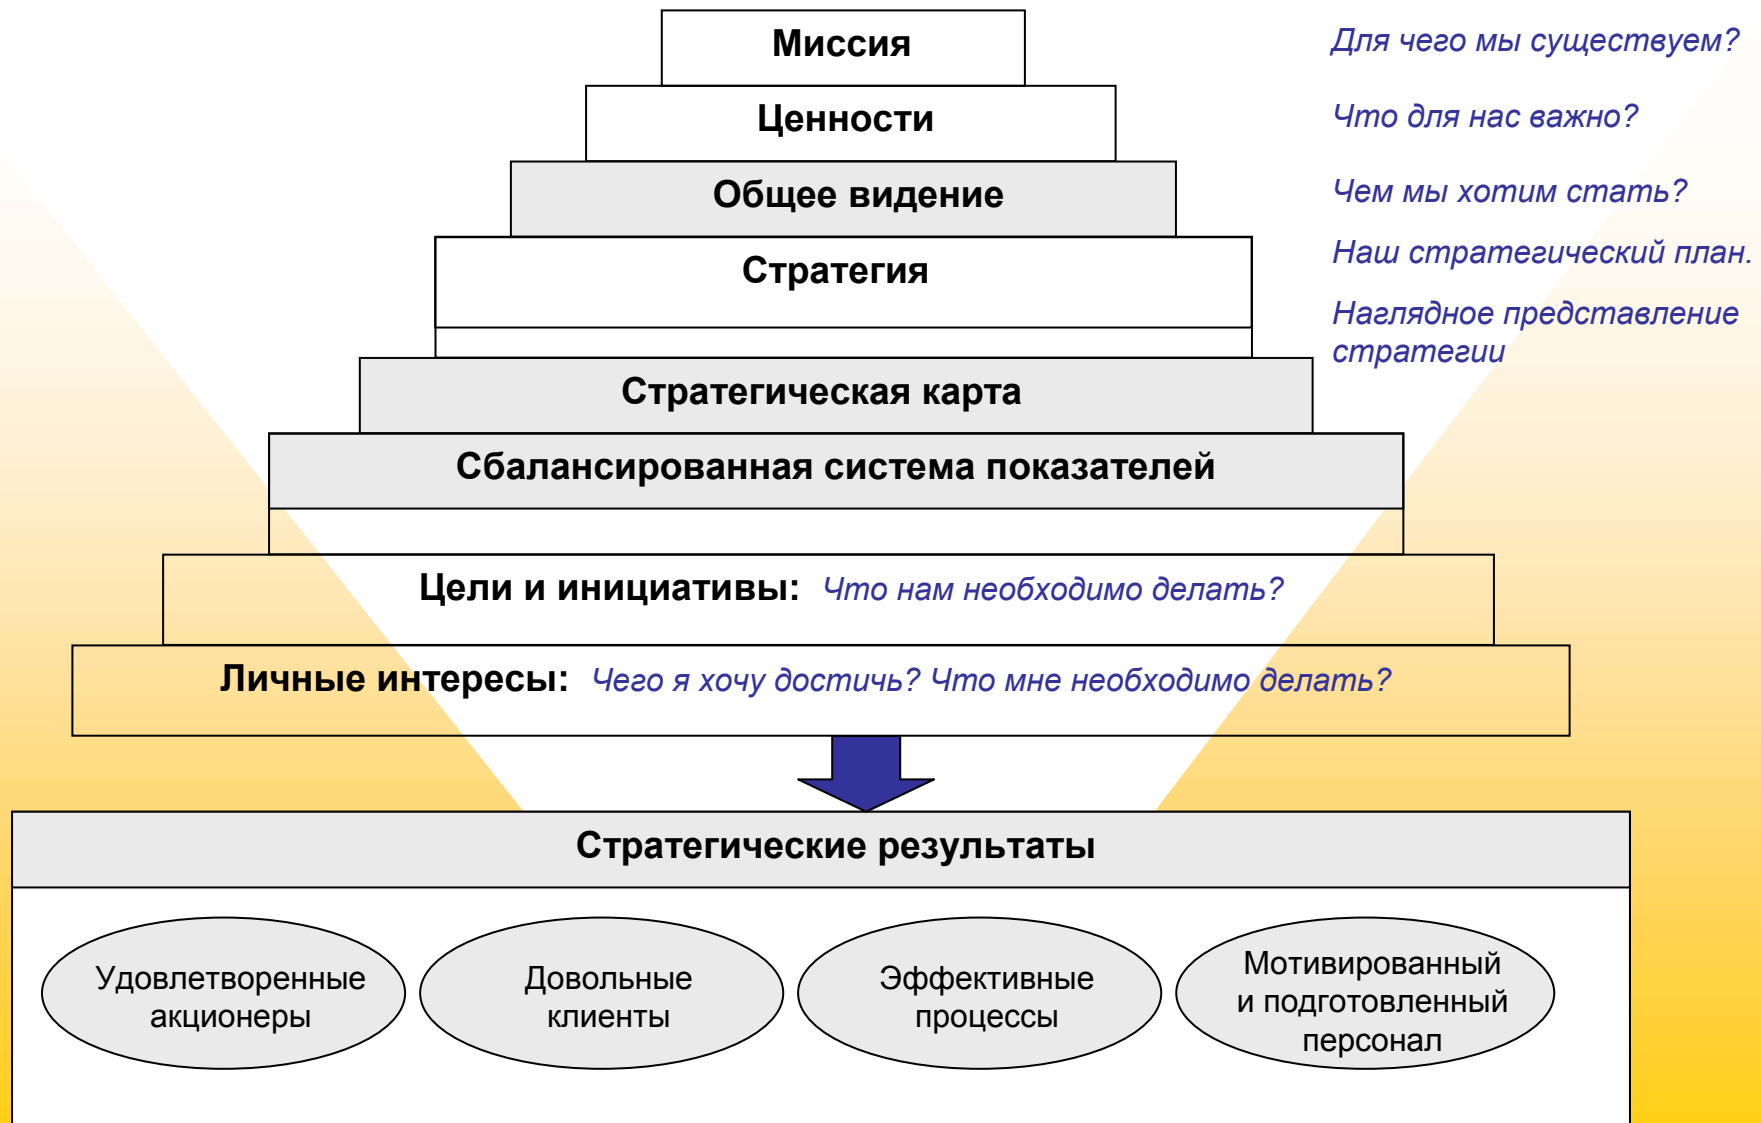 Миссия
Для чего мы существуем?
Ценности
Что для нас важно?
Общее видение
Чем мы хотим стать?
Стратегия
Наш стратегический план.
Наглядное представление
стратегии
Стратегическая карта
Сбалансированная система показателей
Цели и инициативы: Что нам необходимо делать?
Личные интересы: Чего я хочу достичь? Что мне необходимо делать?
Стратегические результаты
Удовлетворенные
акционеры
Довольные
клиенты
Эффективные
процессы
Мотивированный
и подготовленный
персонал